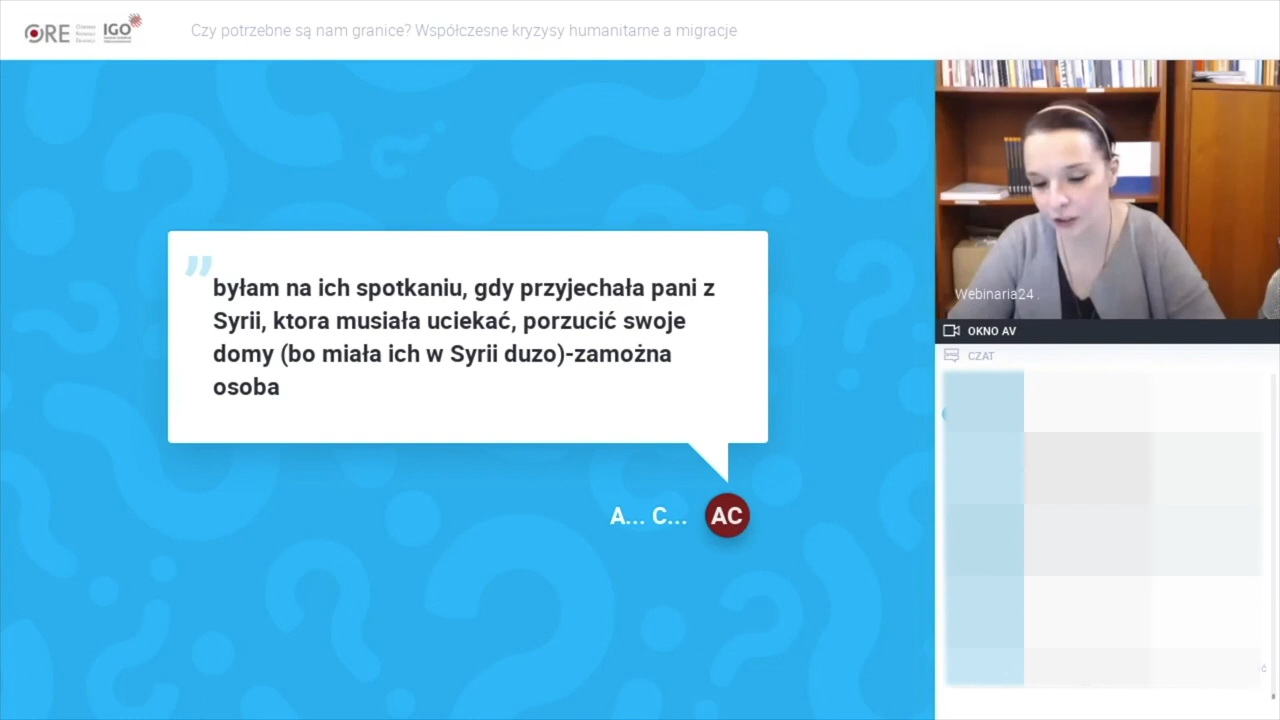 ORE
IGO
Czy potrzebne są nam granice? Współczesne kryzysy humanitarne a migracje
byłam na ich spotkaniu, gdy przyjechała pani z
Syrii, ktora musiała uciekać, porzucić swoje
domy (bo miała ich w Syrii duzo)-zamożna
osoba
A... C...
AC
Webinaria24 .
OKNO AV
CZAT